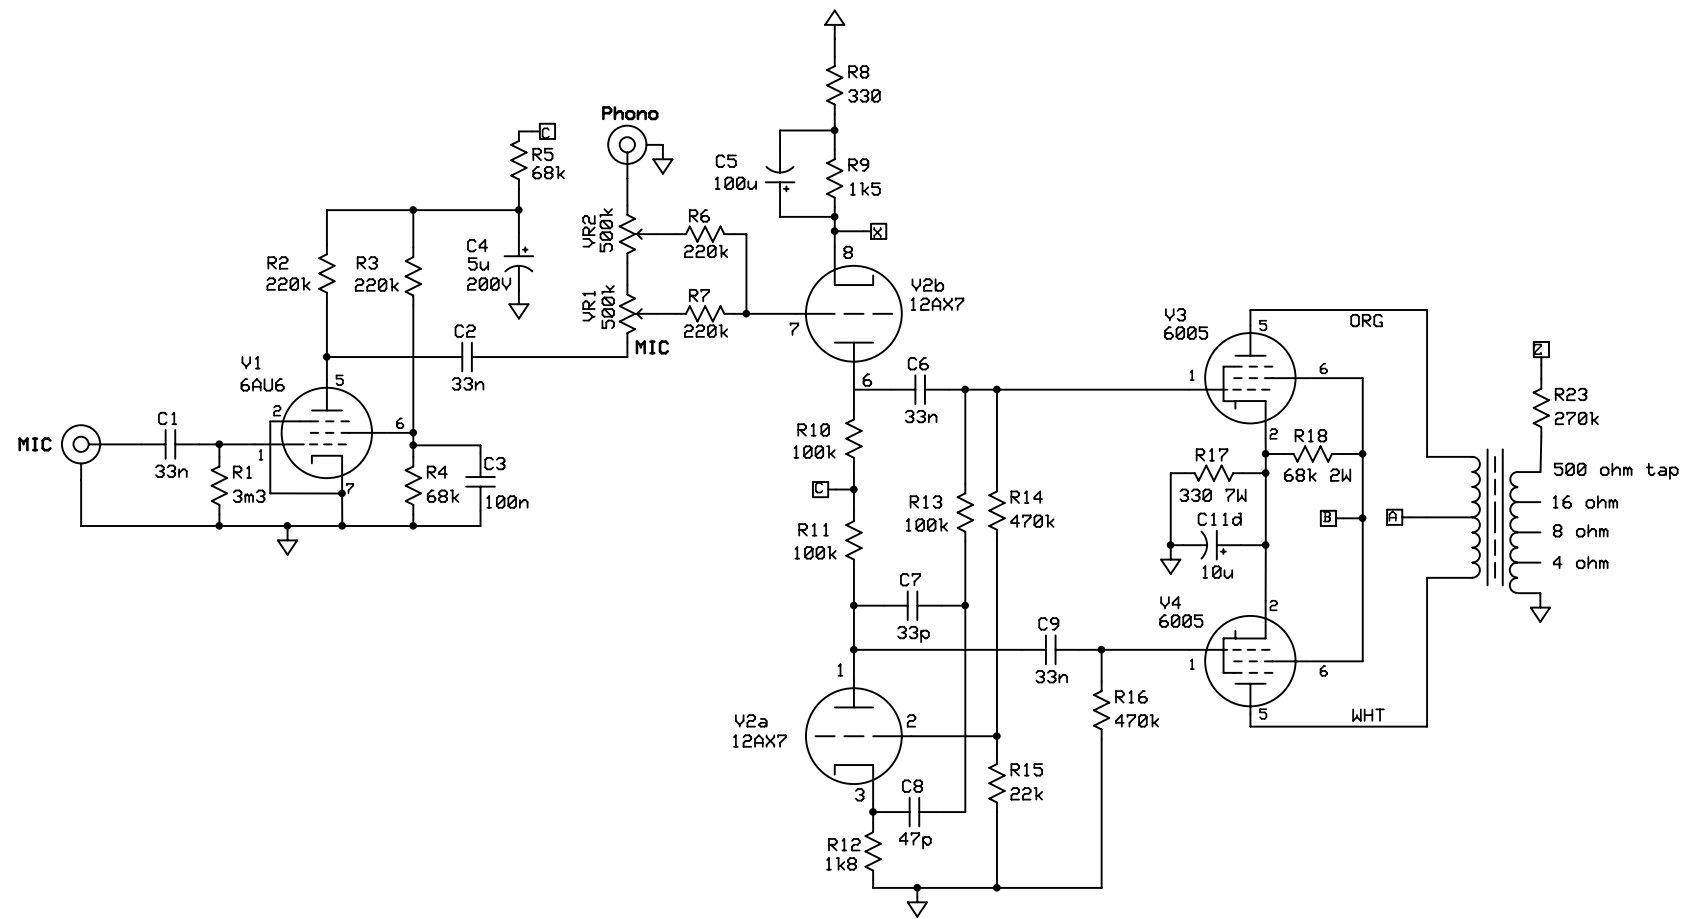 R8
330
Phono
C
R5
68k
C5
100u
R9
1k5
VR2
500k
R6
220k
X
8
C4
5u
200V
+
R2
220k
R3
220k
VR1
500k
R7
220k
7
V2b
12AX7
MIC
C2
33n
V1
6AU6
5
2
6
1
7
MIC
C1
33n
R1
3m3
R4
68k
C3
100n
6
C6
33n
R10
100k
C
R11
100k
R13
100k
R14
470k
C7
33p
1
V2a
12AX7
2
3
C8
47p
R12
1k8
R15
22k
C9
33n
R16
470k
V3
6005
5
ORG
1
6
2
R18
68k 2W
R17
330 7W
C11d
+
10u
B
A
V4
6005
2
1
6
5
WHT
Z
R23
270k
500 ohm tap
16 ohm
8 ohm
4 ohm